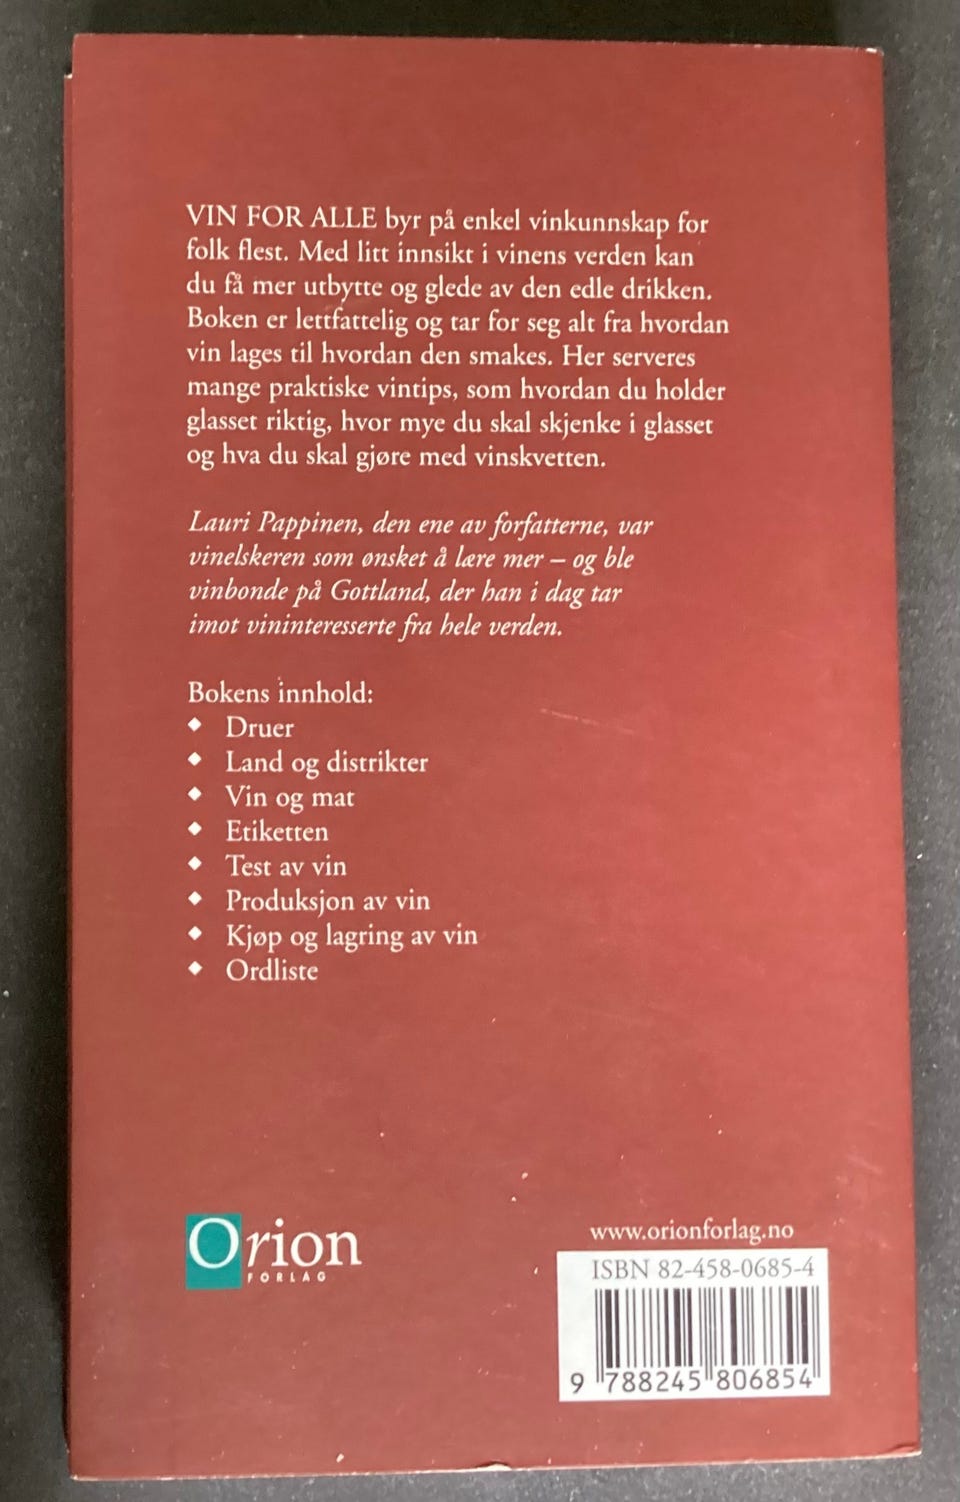 VIN FOR ALLE byr på enkel vinkunnskap for
folk flest. Med litt innsikt i vinens verden kan
du få mer utbytte og glede av den edle drikken.
Boken er lettfattelig og tar for seg alt fra hvordan
vin lages til hvordan den smakes. Her serveres
mange praktiske vintips, som hvordan du holder
glasset riktig, hvor mye du skal skjenke i glasset
og hva du skal gjøre med vinskvetten.
Lauri Pappinen, den ene av forfatterne, var
vinelskeren som ønsket å lære mer – og ble
vinbonde på Gottland, der han i dag tar
imot vininteresserte fra hele verden.
Bokens innhold:
◆ Druer
◆ Land og distrikter
◆ Vin og mat
◆ Etiketten
◆ Test av vin
◆ Produksjon av vin
◆ Kjøp og lagring av vin
◆ Ordliste
Orion
FORLAG
www.orionforlag.no
ISBN 82-458-0685-4
9 788245 806854